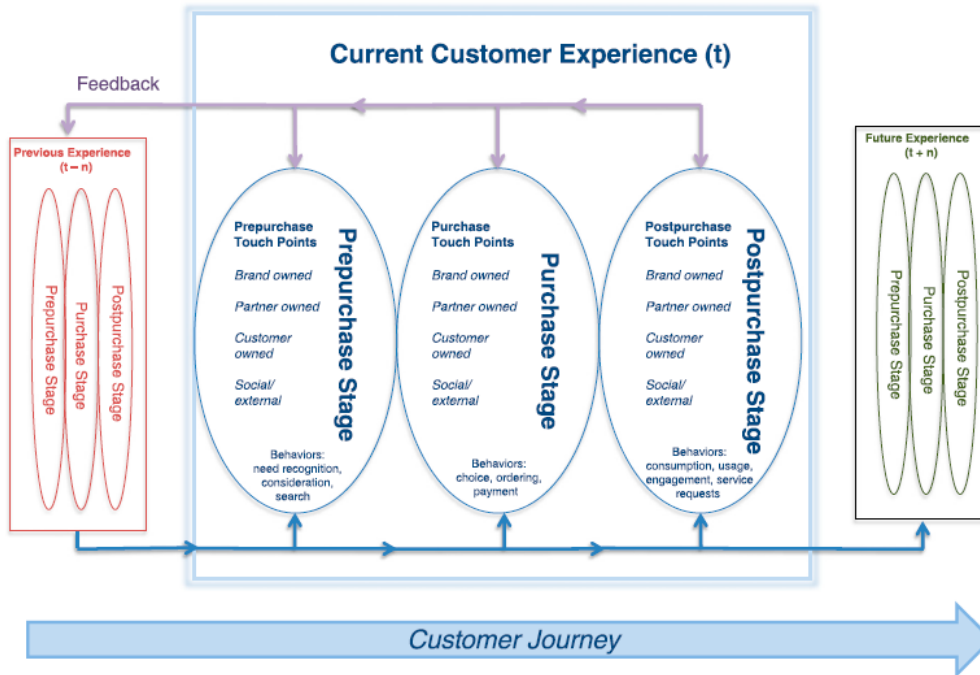 Current Customer Experience (t)
Feedback
Previous Experience
(t – n)
Prepurchase Stage
Purchase Stage
Postpurchase Stage
Prepurchase
Touch Points
Brand owned
Partner owned
Customer
owned
Social/
external
Prepurchase Stage
Behaviors:
need recognition,
consideration,
search
Purchase
Touch Points
Brand owned
Partner owned
Customer
owned
Social/
external
Purchase Stage
Behaviors:
choice, ordering,
payment
Postpurchase
Touch Points
Brand owned
Partner owned
Customer
owned
Social/
external
Postpurchase Stage
Behaviors:
consumption, usage,
engagement, service
requests
Future Experience
(t + n)
Prepurchase Stage
Purchase Stage
Postpurchase Stage
Customer Journey